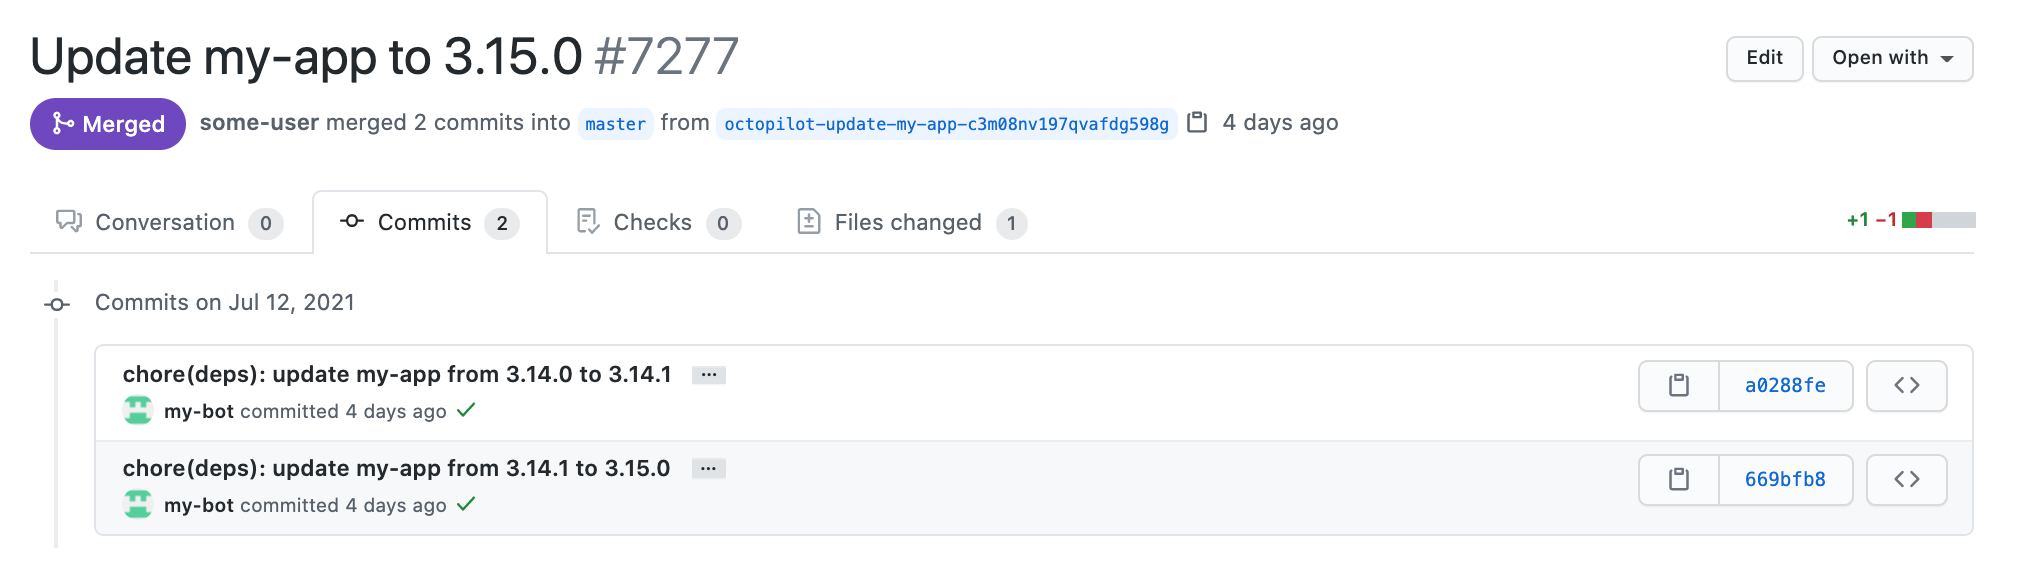 Update my-app to 3.15.0 #7277
Edit
Open with
Merged
some-user merged 2 commits into master from octopilot-update-my-app-c3m08nv197qvafdg598g 4 days ago
Conversation 0
Commits 2
Checks 0
Files changed 1
+1 −1
Commits on Jul 12, 2021
chore(deps): update my-app from 3.14.0 to 3.14.1 ...
my-bot committed 4 days ago
a0288fe
<>
chore(deps): update my-app from 3.14.1 to 3.15.0 ...
my-bot committed 4 days ago
669bfb8
<>